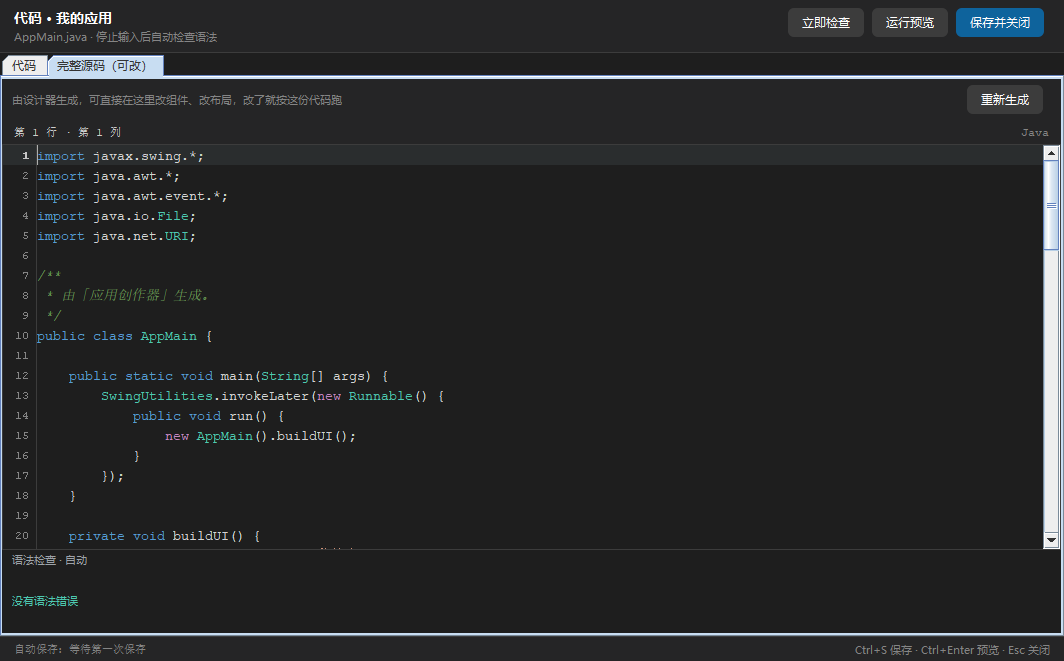 代码 • 我的应用
AppMain.java · 停止输入后自动检查语法
立即检查
运行预览
保存并关闭
代码
完整源码（可改）
由设计器生成，可直接在这里改组件、改布局，改了就按这份代码跑
重新生成
第 1 行 · 第 1 列
Java
1 import javax.swing.*;
2 import java.awt.*;
3 import java.awt.event.*;
4 import java.io.File;
5 import java.net.URI;
6
7 /**
8  * 由「应用创作器」生成。
9  */
10 public class AppMain {
11
12     public static void main(String[] args) {
13         SwingUtilities.invokeLater(new Runnable() {
14             public void run() {
15                 new AppMain().buildUI();
16             }
17         });
18     }
19
20     private void buildUI() {
语法检查 · 自动
没有语法错误
自动保存：等待第一次保存
Ctrl+S 保存 · Ctrl+Enter 预览 · Esc 关闭